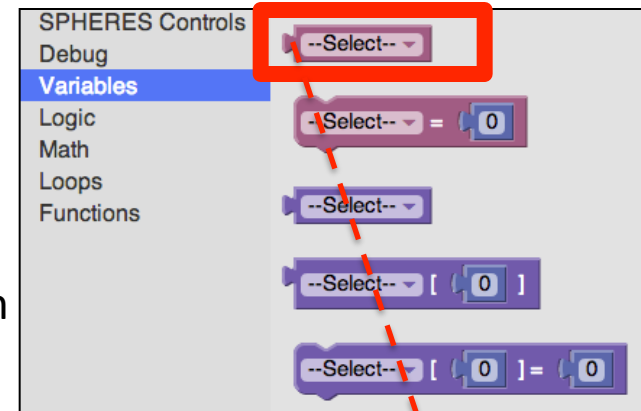 SPHERES Controls
Debug
Variables
Logic
Math
Loops
Functions
--Select--
--Select-- = 0
--Select--
--Select-- [ 0 ]
--Select-- [ 0 ] = 0
n